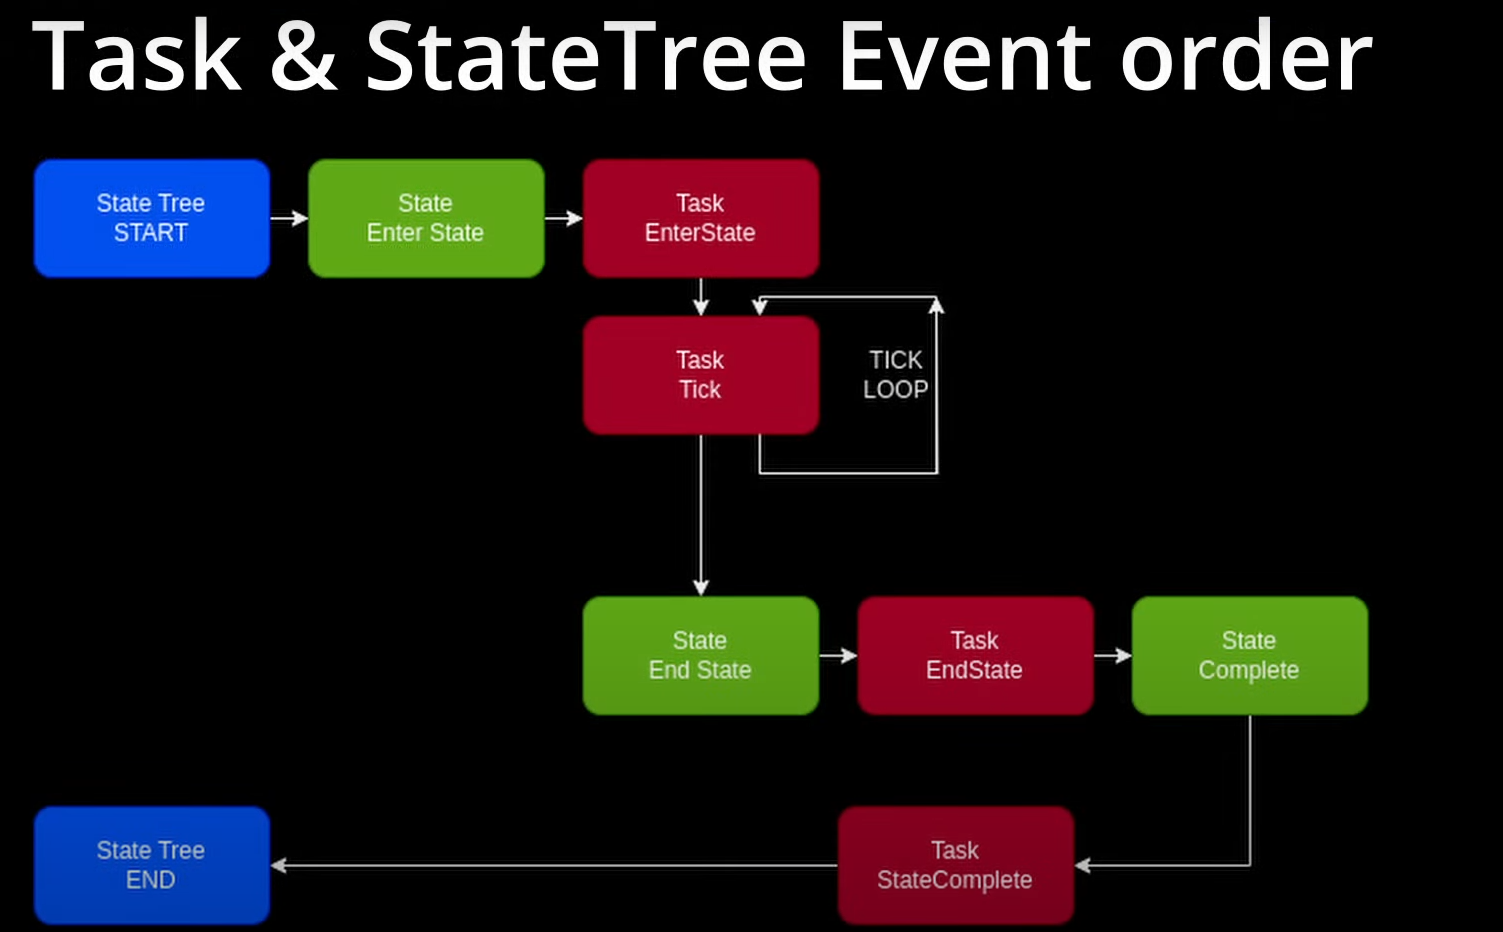 Task & StateTree Event order
State Tree
START
State
Enter State
Task
EnterState
Task
Tick
TICK
LOOP
State
End State
Task
EndState
State
Complete
State Tree
END
Task
StateComplete